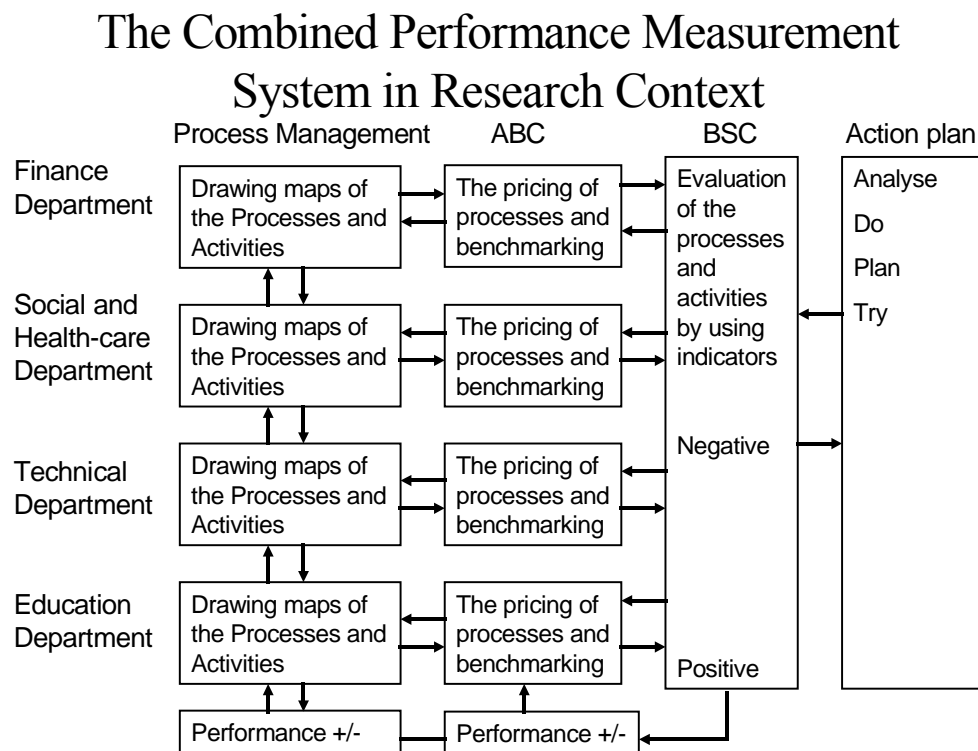 The Combined Performance Measurement
System in Research Context
Process Management
ABC
BSC
Action plan
Finance
Department
Drawing maps of
the Processes and
Activities
The pricing of
processes and
benchmarking
Evaluation
of the
processes
and
activities
by using
indicators
Analyse
Do
Plan
Try
Social and
Health-care
Department
Drawing maps of
the Processes and
Activities
The pricing of
processes and
benchmarking
Technical
Department
Drawing maps of
the Processes and
Activities
The pricing of
processes and
benchmarking
Negative
Education
Department
Drawing maps of
the Processes and
Activities
The pricing of
processes and
benchmarking
Positive
Performance +/-
Performance +/-